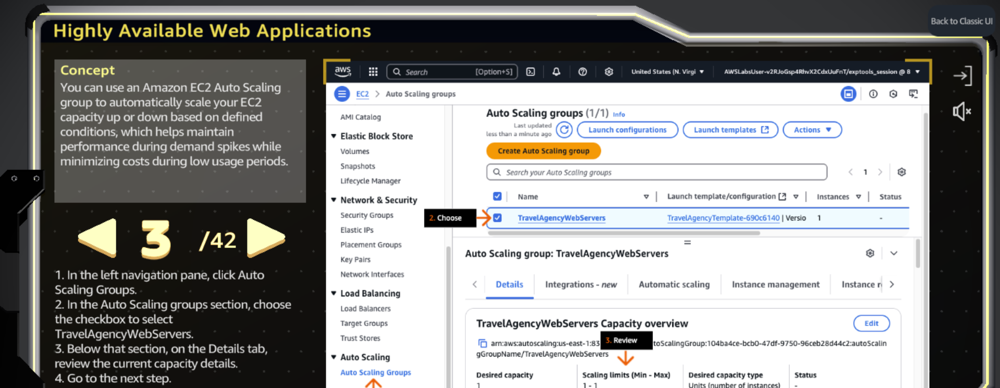 Back to Classic UI
Highly Available Web Applications
Concept
You can use an Amazon EC2 Auto Scaling
group to automatically scale your EC2
capacity up or down based on defined
conditions, which helps maintain
performance during demand spikes while
minimizing costs during low usage periods.
3 /42
1. In the left navigation pane, click Auto
Scaling Groups.
2. In the Auto Scaling groups section, choose
the checkbox to select
TravelAgencyWebServers.
3. Below that section, on the Details tab,
review the current capacity details.
4. Go to the next step.
aws Search [Option+S] United States (N. Virgi AWSLabsUser-v2RJoGsp4RhvX2CdxUuFnT/exptools_session @ 8
EC2 > Auto Scaling groups
AMI Catalog
Elastic Block Store
Volumes
Snapshots
Lifecycle Manager
Network & Security
Security Groups
Elastic IPs
Placement Groups
Key Pairs
Network Interfaces
Load Balancing
Load Balancers
Target Groups
Trust Stores
Auto Scaling
Auto Scaling Groups
Auto Scaling groups (1/1) Info
Last updated
less than a minute ago
Launch configurations Launch templates Actions
Create Auto Scaling group
Search your Auto Scaling groups
1
Name Launch template/configuration Instances Status
2. Choose
TravelAgencyWebServers TravelAgencyTemplate-690c6140 | Versio 1 -
Auto Scaling group: TravelAgencyWebServers
Details Integrations - new Automatic scaling Instance management Instance r
TravelAgencyWebServers Capacity overview
Edit
3. Review
arn:aws:autoscaling:us-east-1:83 toScalingGroup:104ba4ce-bcb0-47df-9750-96ceb28d44c2:autoScalin
gGroupName/TravelAgencyWebServers
Desired capacity Scaling limits (Min - Max) Desired capacity type Status
1 1 - 1 Units (number of instances) -